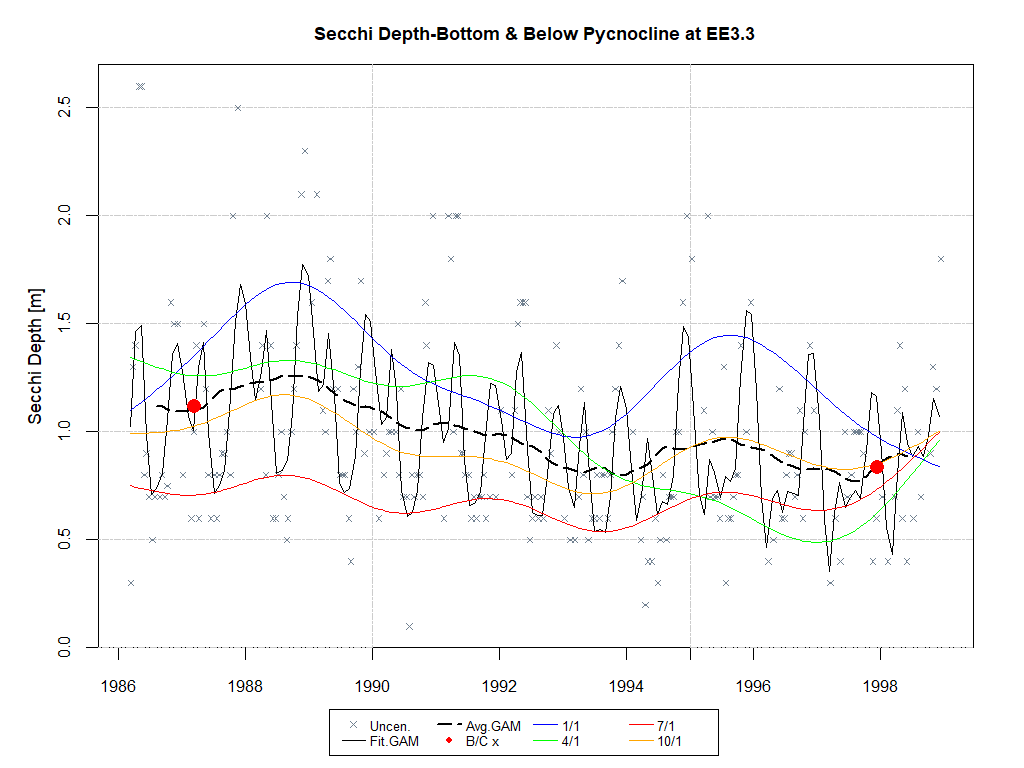 Secchi Depth-Bottom & Below Pycnocline at EE3.3
Secchi Depth [m]
2.5
2.0
1.5
1.0
0.5
0.0
1986 1988 1990 1992 1994 1996 1998
Uncen. Avg.GAM 1/1 7/1
Fit.GAM B/C x 4/1 10/1